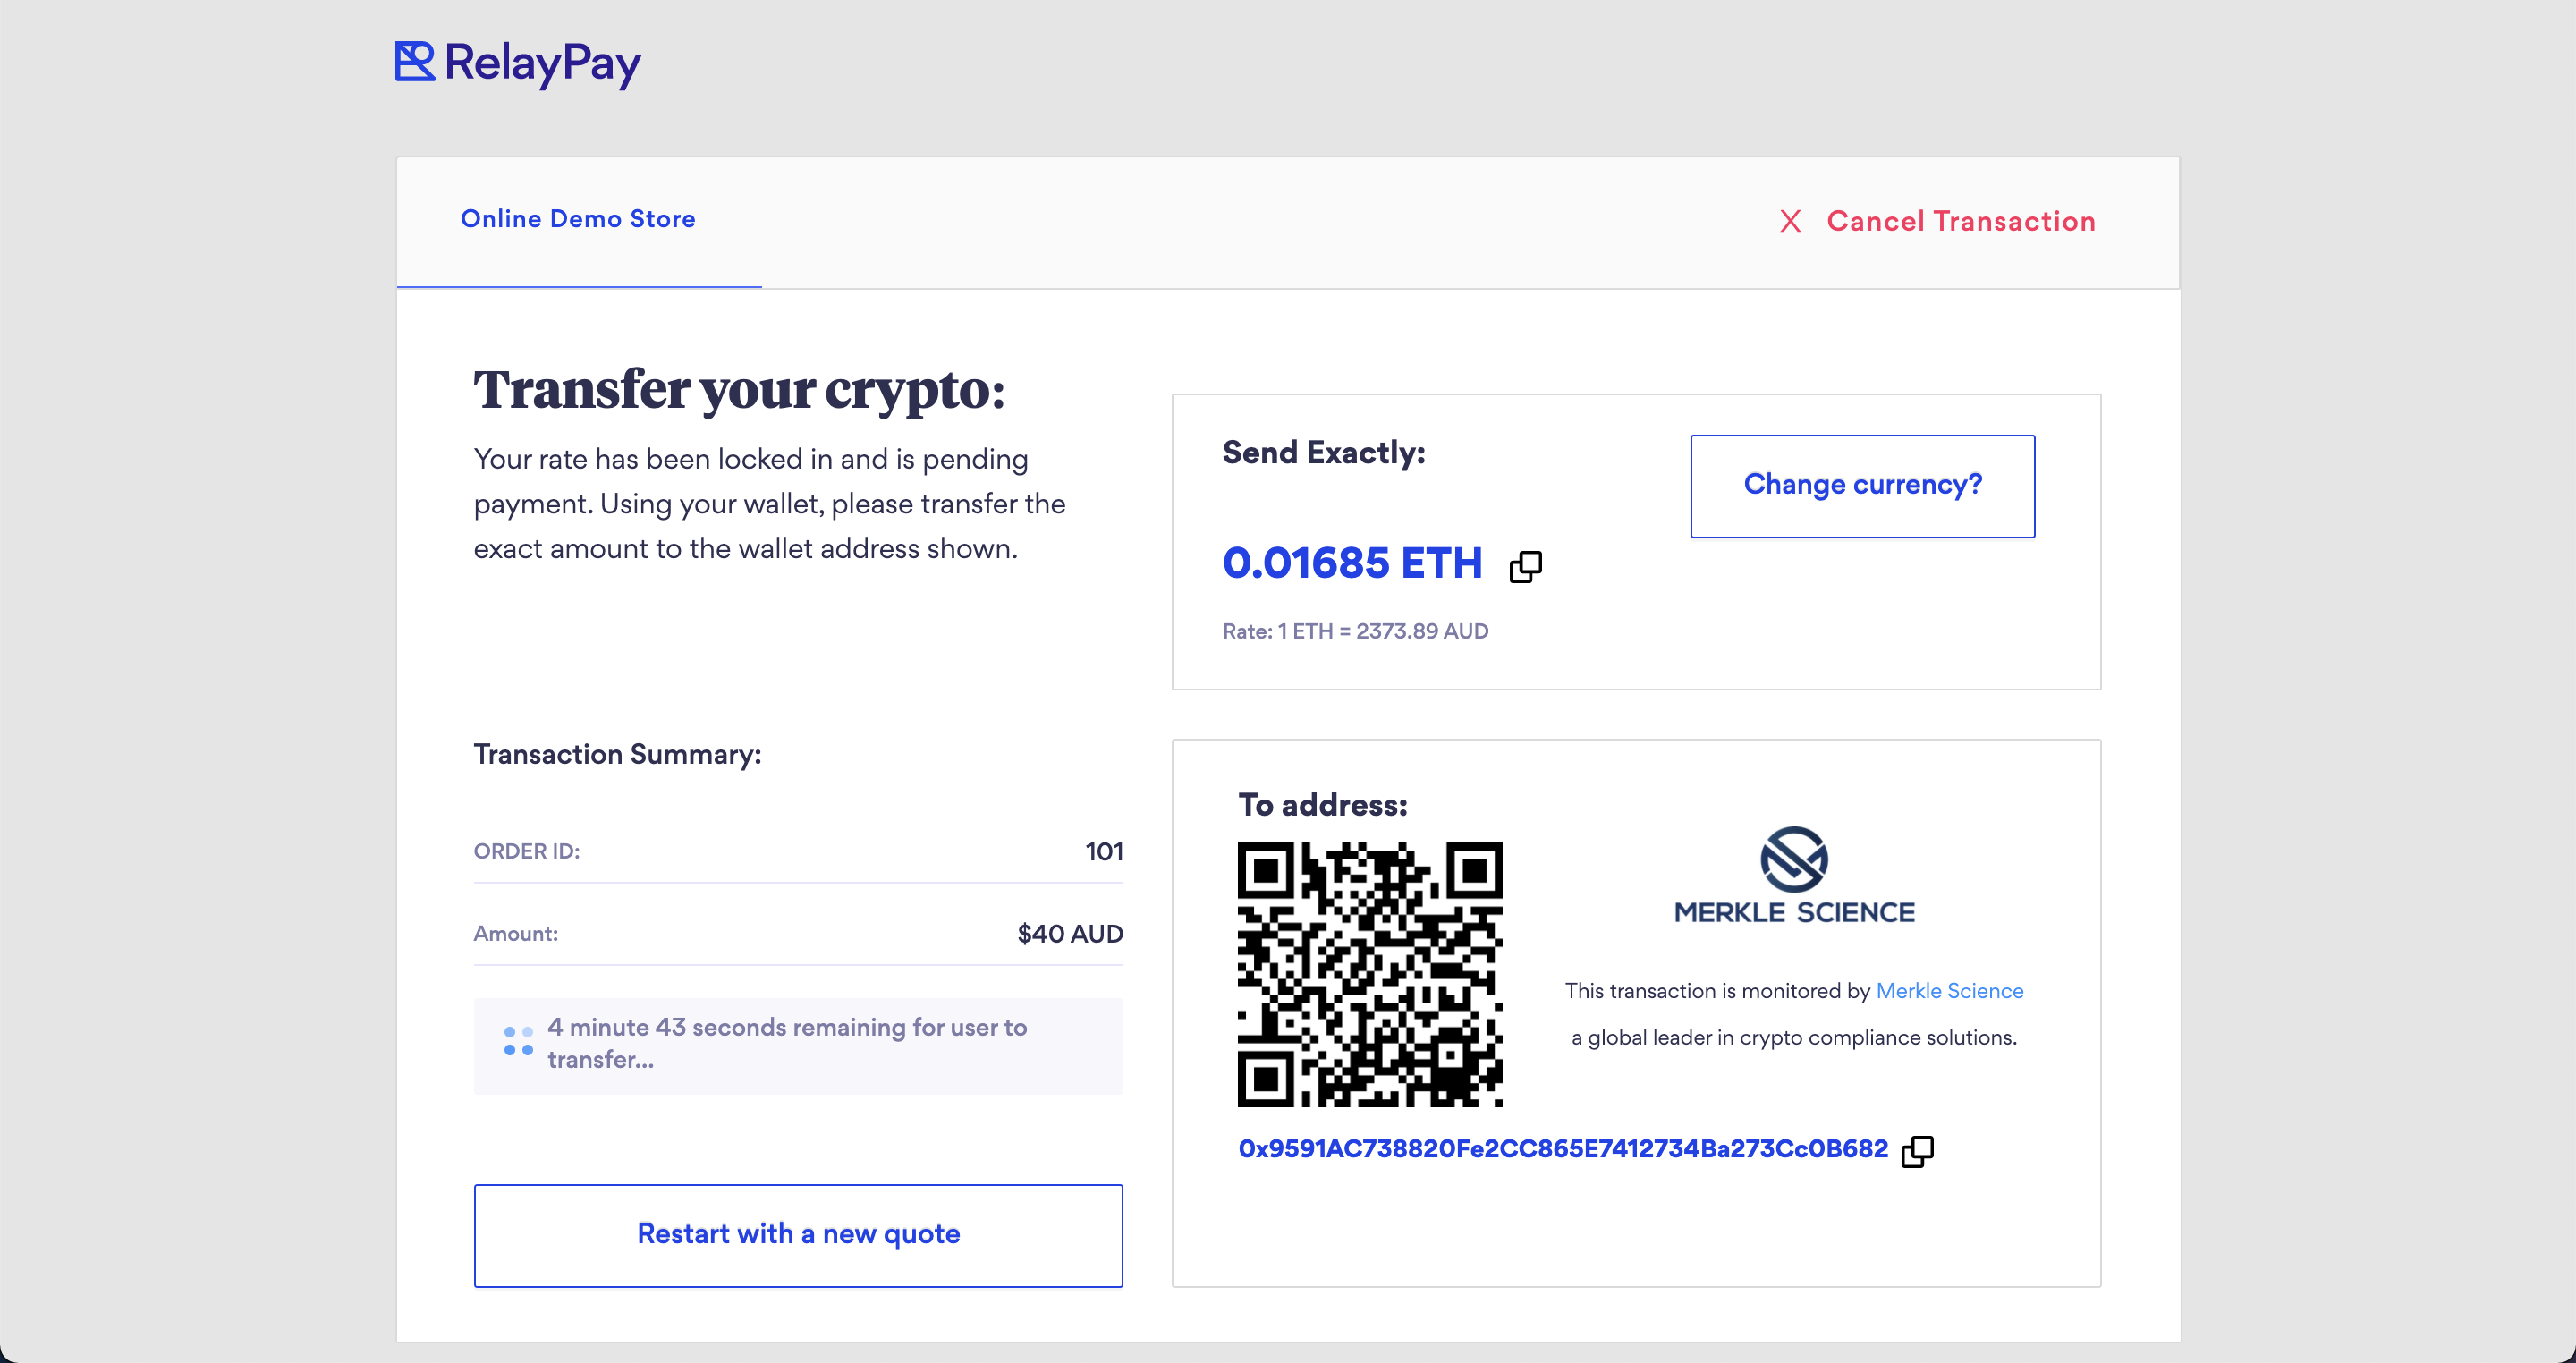 RelayPay
Online Demo Store
X Cancel Transaction
Transfer your crypto:
Your rate has been locked in and is pending
payment. Using your wallet, please transfer the
exact amount to the wallet address shown.
Send Exactly:
Change currency?
0.01685 ETH
Rate: 1 ETH = 2373.89 AUD
Transaction Summary:
ORDER ID: 101
Amount: $40 AUD
4 minute 43 seconds remaining for user to
transfer...
Restart with a new quote
To address:
MERKLE SCIENCE
This transaction is monitored by Merkle Science
a global leader in crypto compliance solutions.
0x9591AC738820Fe2CC865E7412734Ba273Cc0B682